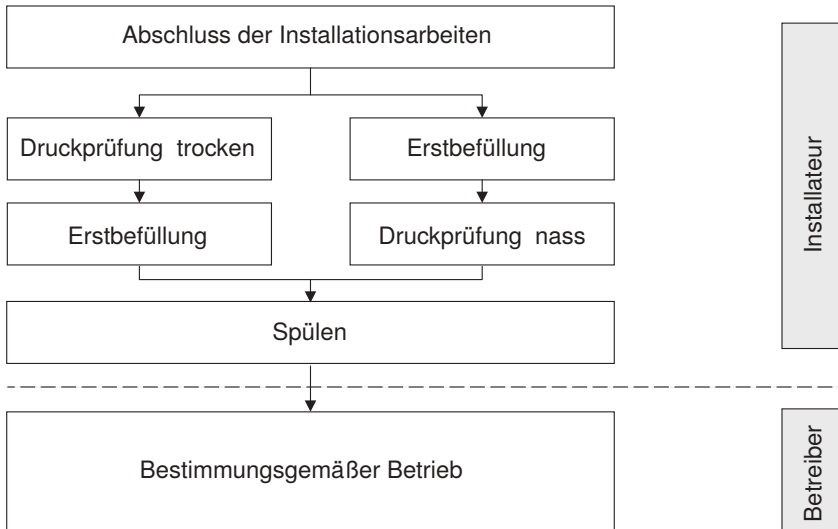 Abschluss der Installationsarbeiten
Druckprüfung trocken
Erstbefüllung
Erstbefüllung
Druckprüfung nass
Spülen
Installateur
Bestimmungsgemäßer Betrieb
Betreiber